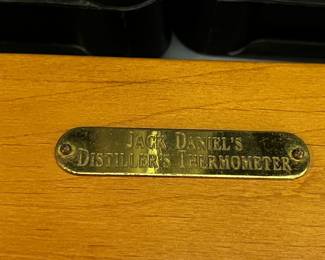 JACK DANIEL'S
DISTILLER'S THERMOMETER